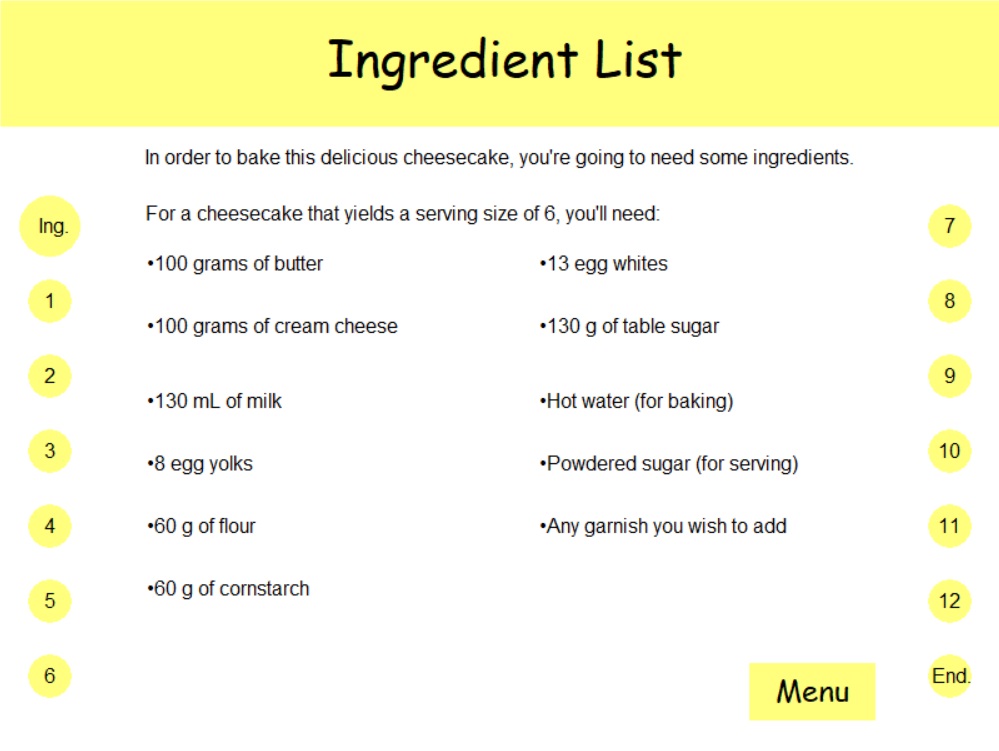 Ingredient List
In order to bake this delicious cheesecake, you're going to need some ingredients.
For a cheesecake that yields a serving size of 6, you'll need:
•100 grams of butter
•100 grams of cream cheese
•130 mL of milk
•8 egg yolks
•60 g of flour
•60 g of cornstarch
•13 egg whites
•130 g of table sugar
•Hot water (for baking)
•Powdered sugar (for serving)
•Any garnish you wish to add
Ing.
1
2
3
4
5
6
7
8
9
10
11
12
End.
Menu